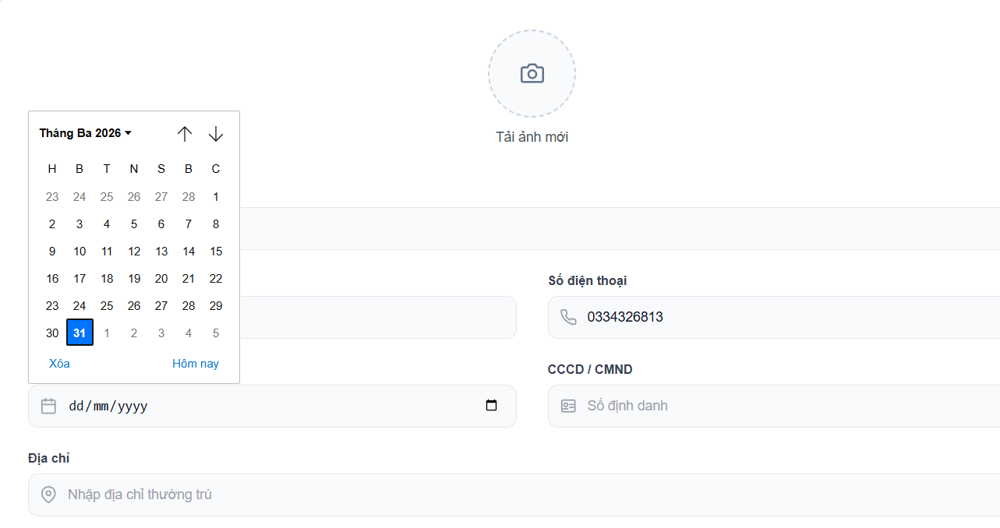 Tải ảnh mới
Tháng Ba 2026
H B T N S B C
23 24 25 26 27 28 1
2 3 4 5 6 7 8
9 10 11 12 13 14 15
16 17 18 19 20 21 22
23 24 25 26 27 28 29
30 31 1 2 3 4 5
Xóa Hôm nay
Số điện thoại
0334326813
CCCD / CMND
dd/mm/yyyy
Số định danh
Địa chỉ
Nhập địa chỉ thường trú